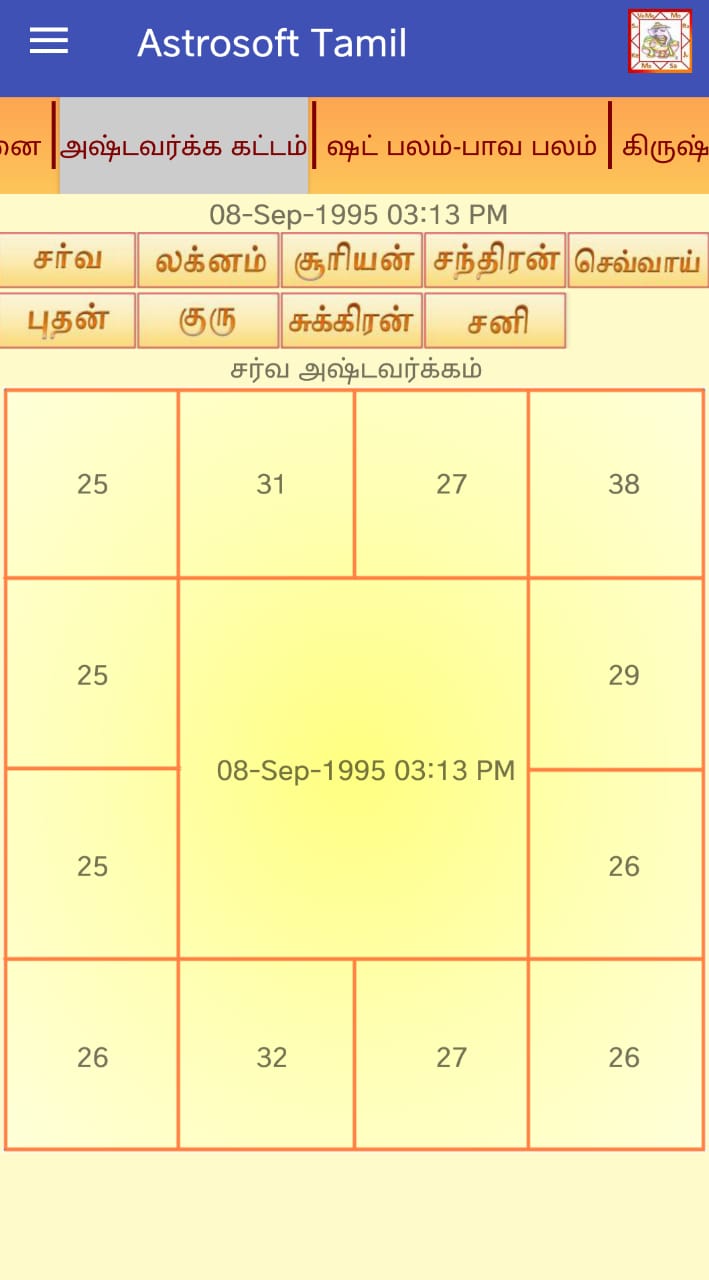 Astrosoft Tamil
னை அஷ்டவர்க்க கட்டம் ஷட் பலம்-பாவ பலம் கிருஷ்
08-Sep-1995 03:13 PM
சர்வ லக்னம் சூரியன் சந்திரன் செவ்வாய்
புதன் குரு சுக்கிரன் சனி
சர்வ அஷ்டவர்க்கம்
25 31 27 38
25 29
08-Sep-1995 03:13 PM
25 26
26 32 27 26